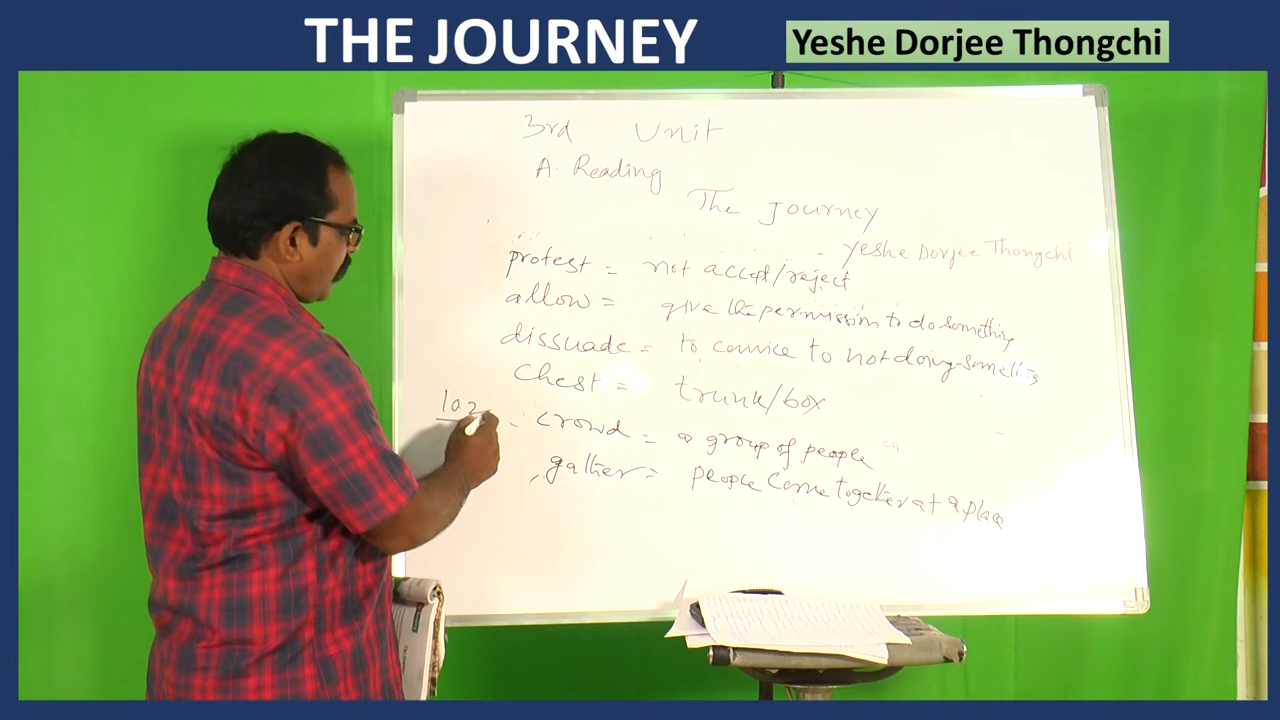 THE JOURNEY
Yeshe Dorjee Thongchi
3rd Unit
A. Reading
The Journey
- Yeshe Dorjee Thongchi
protest = not accept/reject
allow = give the permission to do something
dissuade = to convice to not doing something
chest = trunk/box
crowd = a group of people
gather = people come together at a place